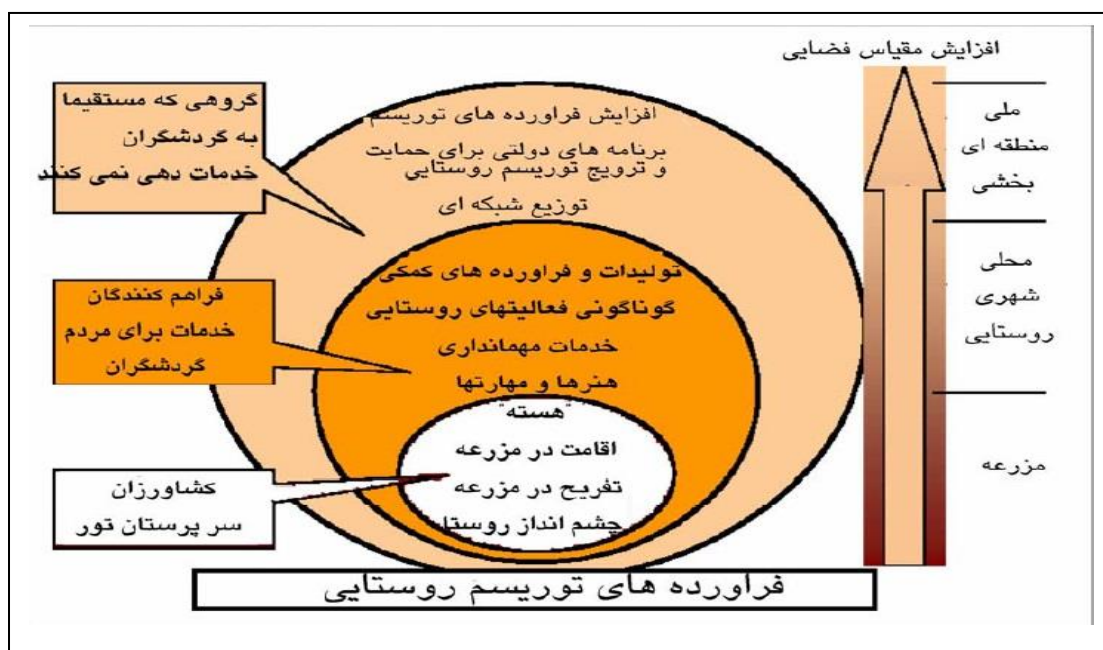 افزایش مقیاس فضایی
ملی
منطقه ای
بخشی
محلی
شهری
روستایی
مزرعه
افزایش فراورده های توریسم
برنامه های دولتی برای حمایت
و ترویج توریسم روستایی
توزیع شبکه ای
تولیدات و فراورده های کمکی
گوناگونی فعالیتهای روستایی
خدمات مهمانداری
هنرها و مهارتها
"هسته"
اقامت در مزرعه
تفریح در مزرعه
چشم انداز روستا
گروهی که مستقیما
به گردشگران
خدمات دهی نمی کنند
فراهم کنندگان
خدمات برای مردم
گردشگران
کشاورزان
سر پرستان تور
فراورده های توریسم روستایی